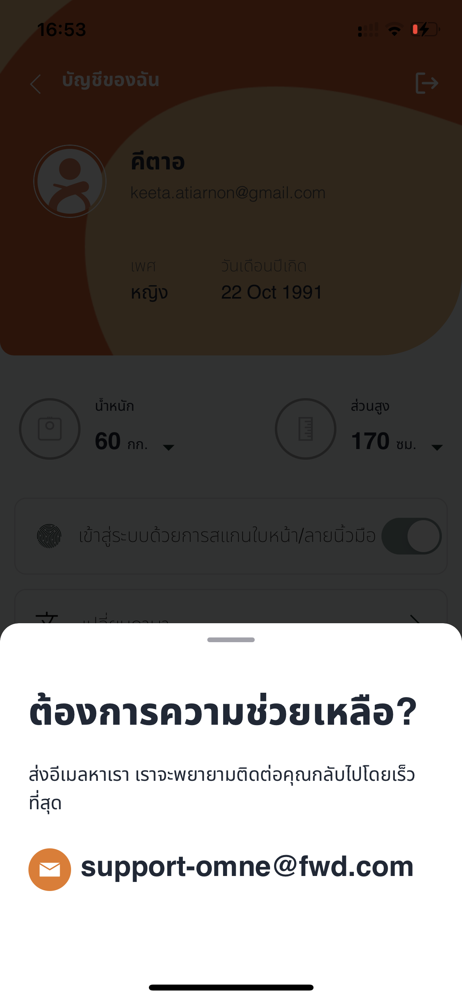 16:53
บัญชีของฉัน
คีตาอ
keeta.atiarnon@gmail.com
เพศ
วันเดือนปีเกิด
หญิง
22 Oct 1991
น้ำหนัก
ส่วนสูง
60 กก.
170 ซม.
เข้าสู่ระบบด้วยการสแกนใบหน้า/ลายนิ้วมือ
ต้องการความช่วยเหลือ?
ส่งอีเมลหาเรา เราจะพยายามติดต่อคุณกลับไปโดยเร็ว
ที่สุด
support-omne@fwd.com